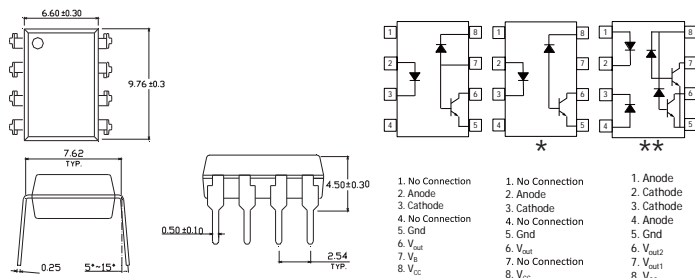 6.60±0.30
9.76 ±0.3
7.62
TYP.
0.25
5°~15°
4.50±0.30
0.50±0.10
2.54
TYP.
1
2
3
4
8
7
6
5
1
2
3
4
8
7
6
5
*
1
2
3
4
8
7
6
5
**
1. No Connection
2. Anode
3. Cathode
4. No Connection
5. Gnd
6. Vout
7. VB
8. VCC
1. No Connection
2. Anode
3. Cathode
4. No Connection
5. Gnd
6. Vout
7. No Connection
8. VCC
1. Anode
2. Cathode
3. Cathode
4. Anode
5. Gnd
6. Vout2
7. Vout1
8. VCC